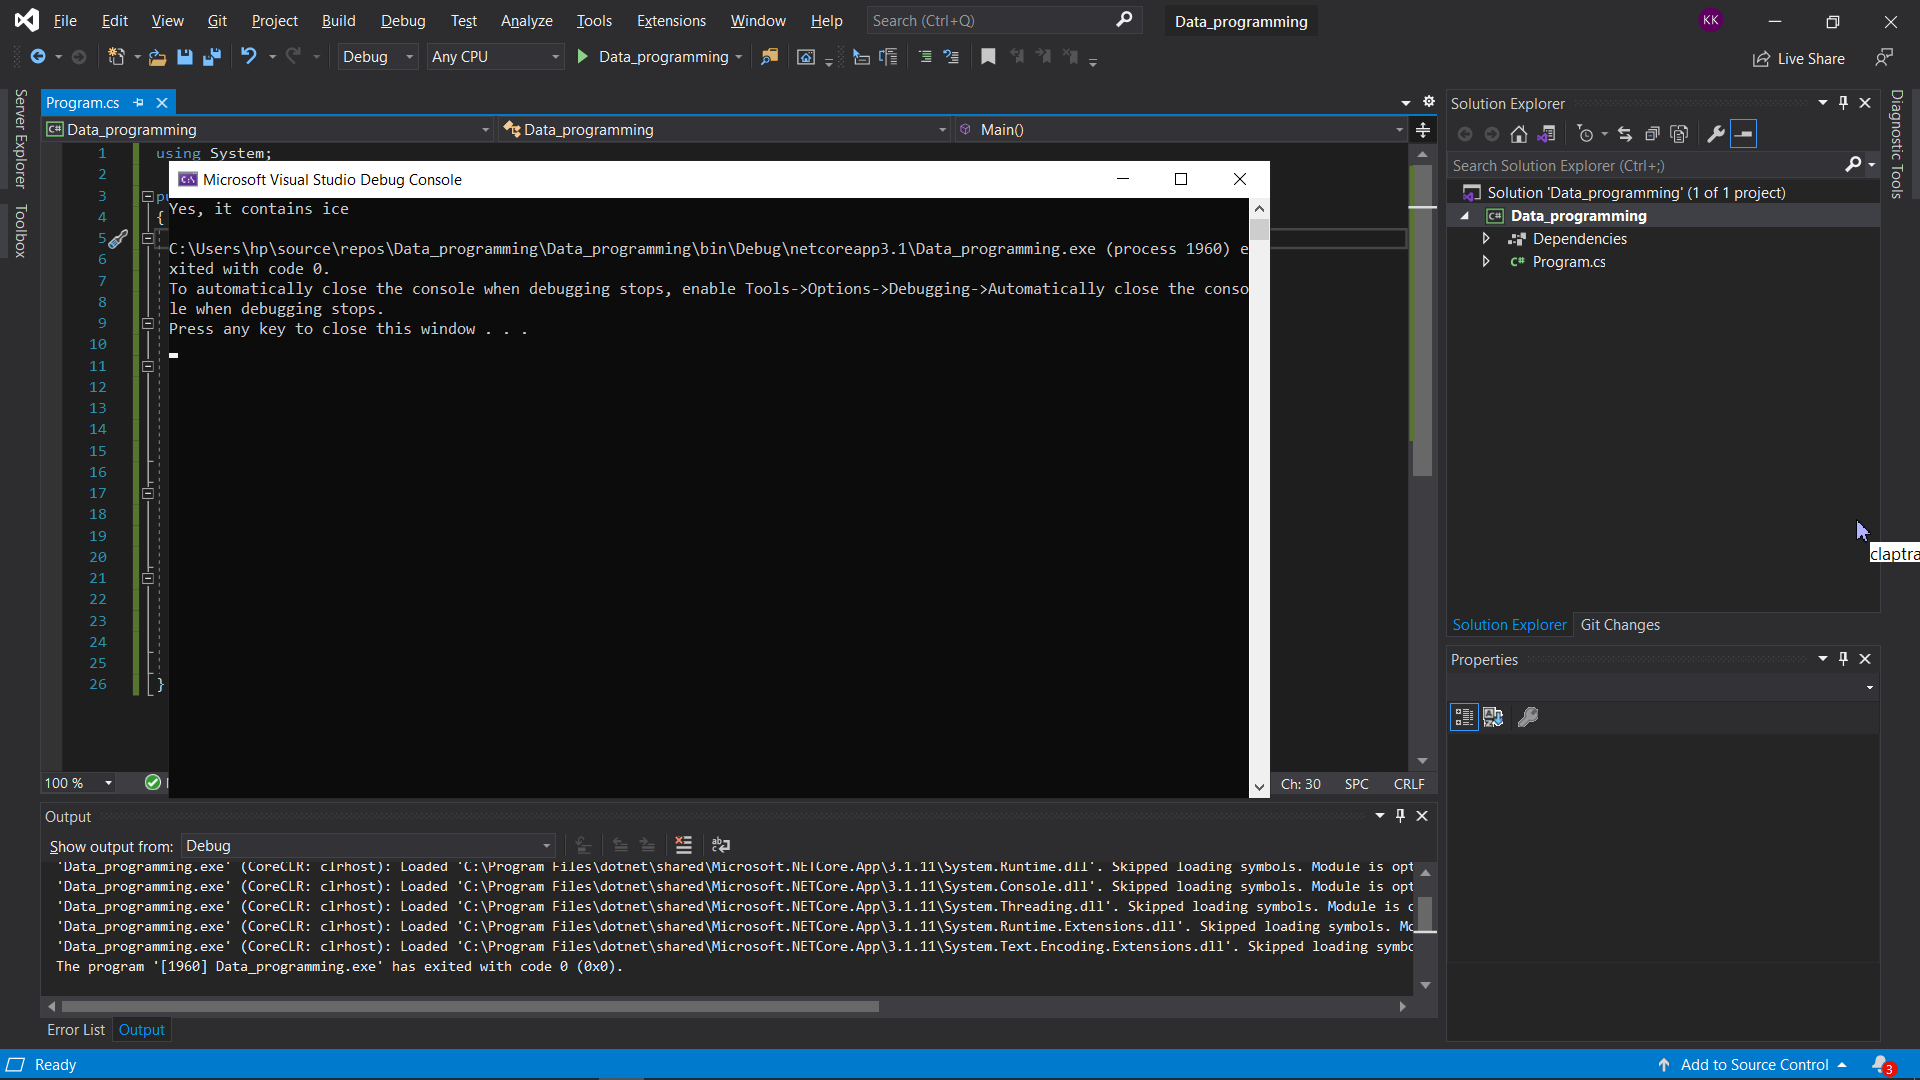 File Edit View Git Project Build Debug Test Analyze Tools Extensions Window Help Search (Ctrl+Q) Data_programming KK
Debug Any CPU Data_programming Live Share
Server Explorer
Toolbox
Program.cs
Data_programming Data_programming Main()
1 using System;
2
3
4 {
5
6
7
8
9
10
11
12
13
14
15
16
17
18
19
20
21
22
23
24
25
26 }
Microsoft Visual Studio Debug Console
Yes, it contains ice
C:\Users\hp\source\repos\Data_programming\Data_programming\bin\Debug\netcoreapp3.1\Data_programming.exe (process 1960) e
xited with code 0.
To automatically close the console when debugging stops, enable Tools->Options->Debugging->Automatically close the conso
le when debugging stops.
Press any key to close this window . . .
100 % Ch: 30 SPC CRLF
Output
Show output from: Debug
'Data_programming.exe' (CoreCLR: clrhost): Loaded 'C:\Program Files\dotnet\shared\Microsoft.NETCore.App\3.1.11\System.Runtime.dll'. Skipped loading symbols. Module is opt
'Data_programming.exe' (CoreCLR: clrhost): Loaded 'C:\Program Files\dotnet\shared\Microsoft.NETCore.App\3.1.11\System.Console.dll'. Skipped loading symbols. Module is opt
'Data_programming.exe' (CoreCLR: clrhost): Loaded 'C:\Program Files\dotnet\shared\Microsoft.NETCore.App\3.1.11\System.Threading.dll'. Skipped loading symbols. Module is
'Data_programming.exe' (CoreCLR: clrhost): Loaded 'C:\Program Files\dotnet\shared\Microsoft.NETCore.App\3.1.11\System.Runtime.Extensions.dll'. Skipped loading symbols.
'Data_programming.exe' (CoreCLR: clrhost): Loaded 'C:\Program Files\dotnet\shared\Microsoft.NETCore.App\3.1.11\System.Text.Encoding.Extensions.dll'. Skipped loading symbo
The program '[1960] Data_programming.exe' has exited with code 0 (0x0).
Error List Output
Solution Explorer
Search Solution Explorer (Ctrl+;)
Solution 'Data_programming' (1 of 1 project)
Data_programming
Dependencies
Program.cs
claptra
Solution Explorer Git Changes
Properties
Diagnostic Tools
Ready Add to Source Control 3